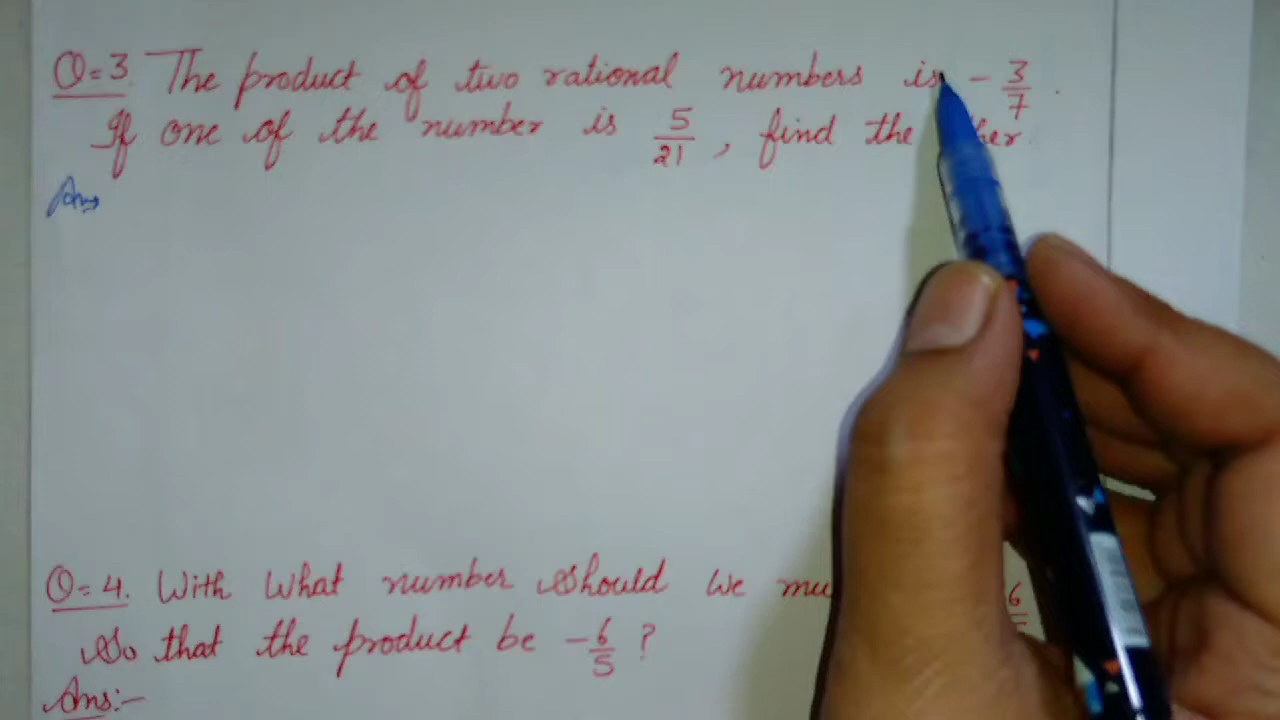 Q=3. The product of two rational numbers is - 3/7.
If one of the number is 5/21, find the
Ans
Q=4. With what number should we
So that the product be -6/5?
Ans:-